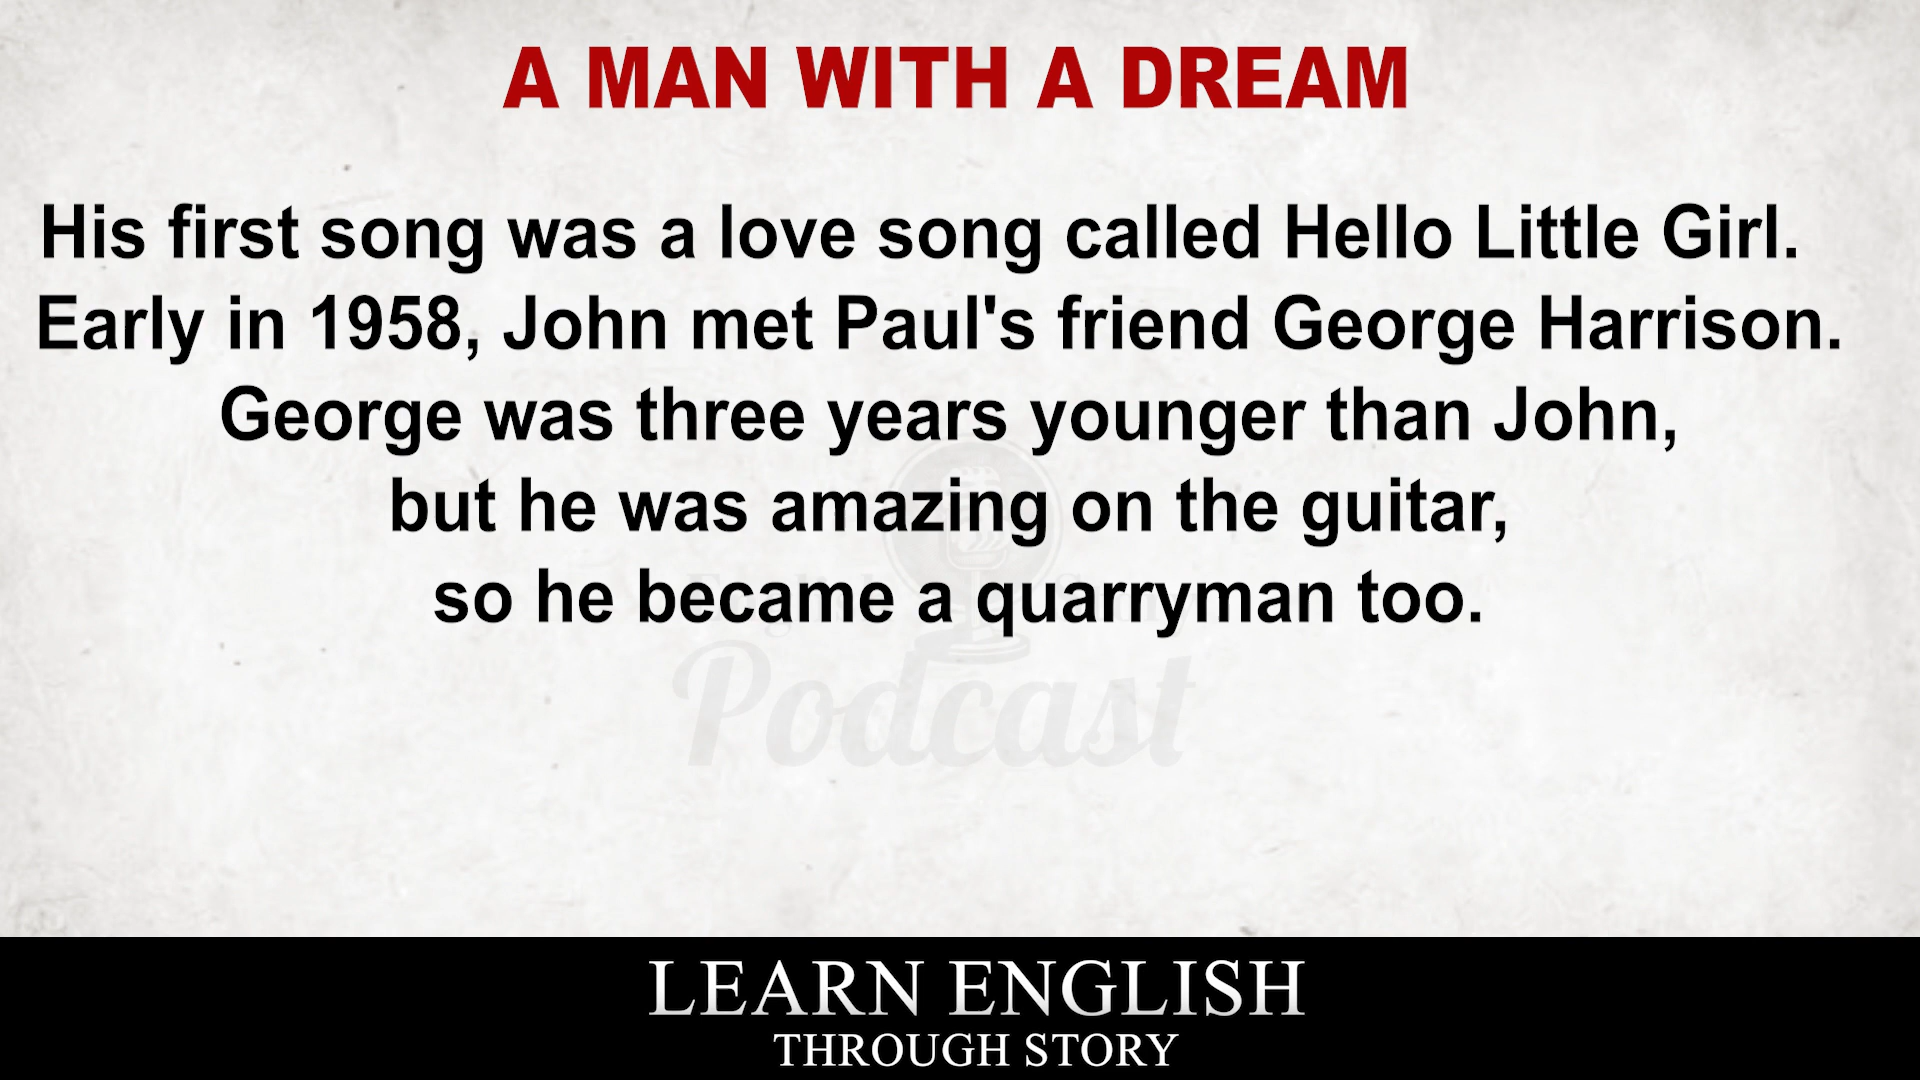 A MAN WITH A DREAM
His first song was a love song called Hello Little Girl.
Early in 1958, John met Paul's friend George Harrison.
George was three years younger than John,
but he was amazing on the guitar,
so he became a quarryman too.
Podcast
LEARN ENGLISH
THROUGH STORY